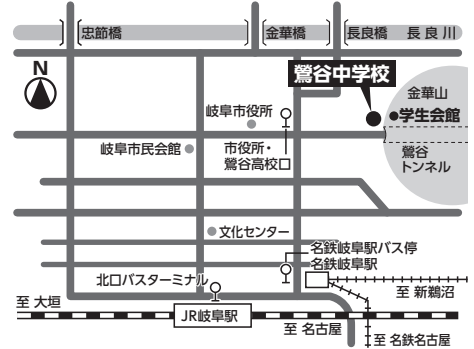 忠節橋
金華橋
長良橋
長良川
N
鶯谷中学校
金華山
学生会館
岐阜市役所
岐阜市民会館
市役所・
鶯谷高校口
鶯谷
トンネル
文化センター
名鉄岐阜駅バス停
名鉄岐阜駅
北口バスターミナル
至 大垣
至 新鵜沼
JR岐阜駅
至 名古屋
至 名鉄名古屋